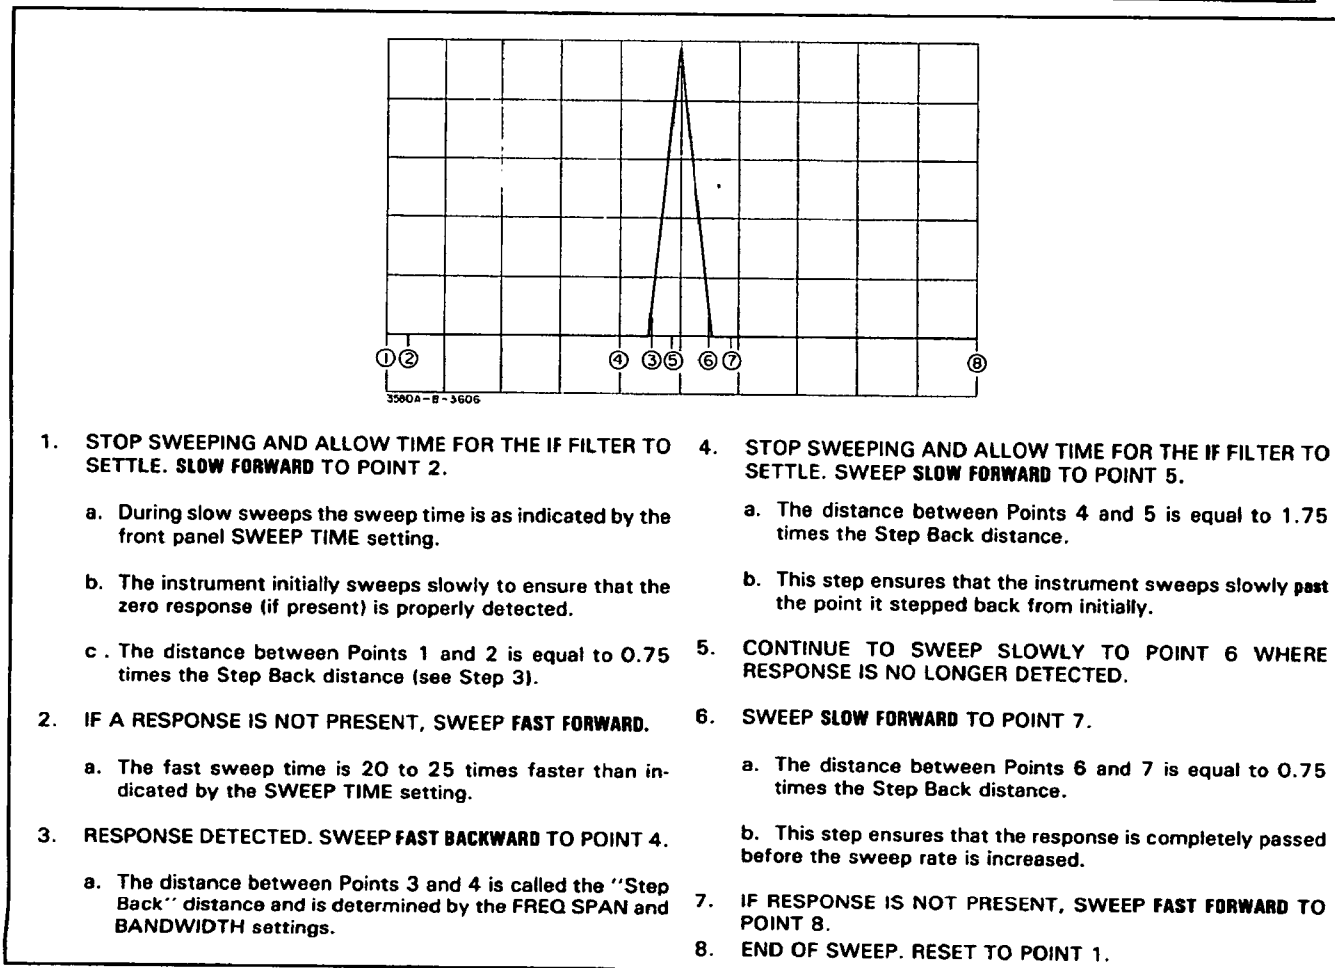 ① ② ④ ③ ⑤ ⑥ ⑦ ⑧
3580A-B-3606
1. STOP SWEEPING AND ALLOW TIME FOR THE IF FILTER TO
SETTLE. SLOW FORWARD TO POINT 2.
a. During slow sweeps the sweep time is as indicated by the
front panel SWEEP TIME setting.
b. The instrument initially sweeps slowly to ensure that the
zero response (if present) is properly detected.
c . The distance between Points 1 and 2 is equal to 0.75
times the Step Back distance (see Step 3).
2. IF A RESPONSE IS NOT PRESENT, SWEEP FAST FORWARD.
a. The fast sweep time is 20 to 25 times faster than in-
dicated by the SWEEP TIME setting.
3. RESPONSE DETECTED. SWEEP FAST BACKWARD TO POINT 4.
a. The distance between Points 3 and 4 is called the "Step
Back" distance and is determined by the FREQ SPAN and
BANDWIDTH settings.
4. STOP SWEEPING AND ALLOW TIME FOR THE IF FILTER TO
SETTLE. SWEEP SLOW FORWARD TO POINT 5.
a. The distance between Points 4 and 5 is equal to 1.75
times the Step Back distance.
b. This step ensures that the instrument sweeps slowly past
the point it stepped back from initially.
5. CONTINUE TO SWEEP SLOWLY TO POINT 6 WHERE
RESPONSE IS NO LONGER DETECTED.
6. SWEEP SLOW FORWARD TO POINT 7.
a. The distance between Points 6 and 7 is equal to 0.75
times the Step Back distance.
b. This step ensures that the response is completely passed
before the sweep rate is increased.
7. IF RESPONSE IS NOT PRESENT, SWEEP FAST FORWARD TO
POINT 8.
8. END OF SWEEP. RESET TO POINT 1.